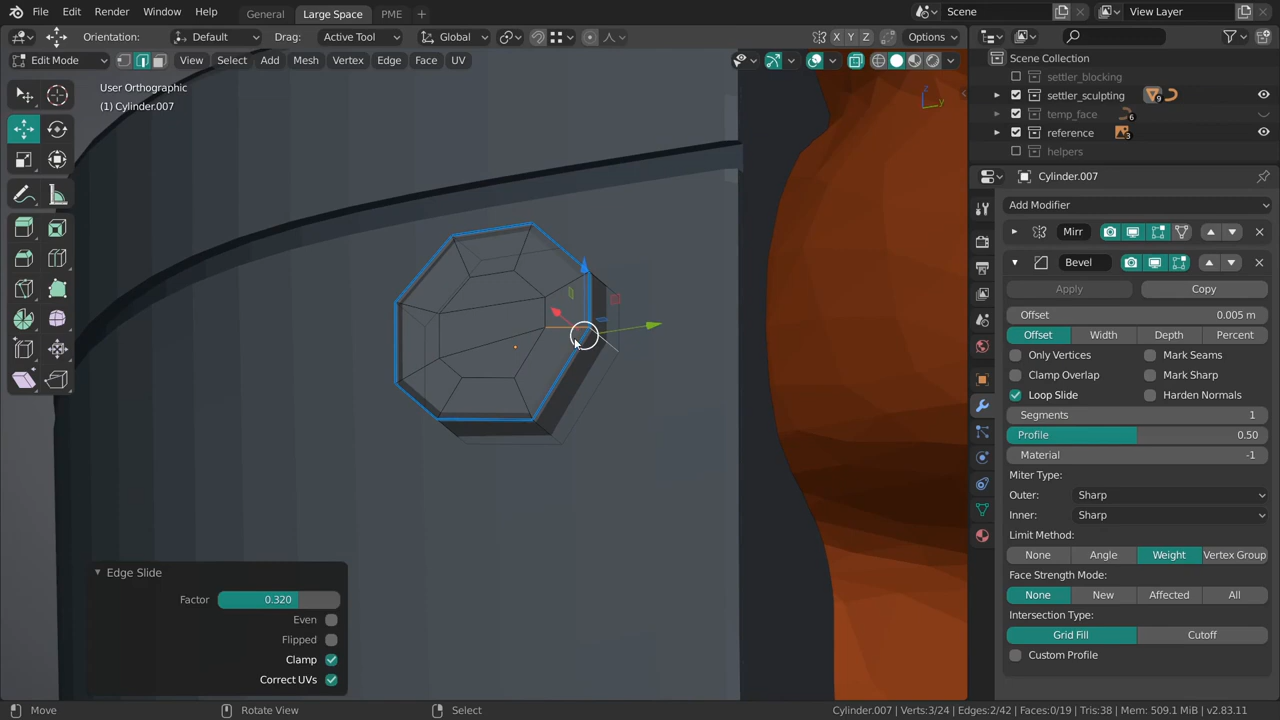 File Edit Render Window Help General Large Space PME + Scene View Layer
Orientation: Default Drag: Active Tool Global X Y Z Options
Edit Mode View Select Add Mesh Vertex Edge Face UV
User Orthographic
(1) Cylinder.007
z
y
Scene Collection
settler_blocking
settler_sculpting 9
temp_face 6
reference 3
helpers
Cylinder.007
Add Modifier
Mirr
Bevel
Apply Copy
Offset 0.005 m
Offset Width Depth Percent
Only Vertices Mark Seams
Clamp Overlap Mark Sharp
Loop Slide Harden Normals
Segments 1
Profile 0.50
Material -1
Miter Type:
Outer: Sharp
Inner: Sharp
Limit Method:
None Angle Weight Vertex Group
Face Strength Mode:
None New Affected All
Intersection Type:
Grid Fill Cutoff
Custom Profile
Edge Slide
Factor 0.320
Even
Flipped
Clamp
Correct UVs
Move Rotate View Select Cylinder.007 | Verts:3/24 | Edges:2/42 | Faces:0/19 | Tris:38 | Mem: 509.1 MiB | v2.83.11